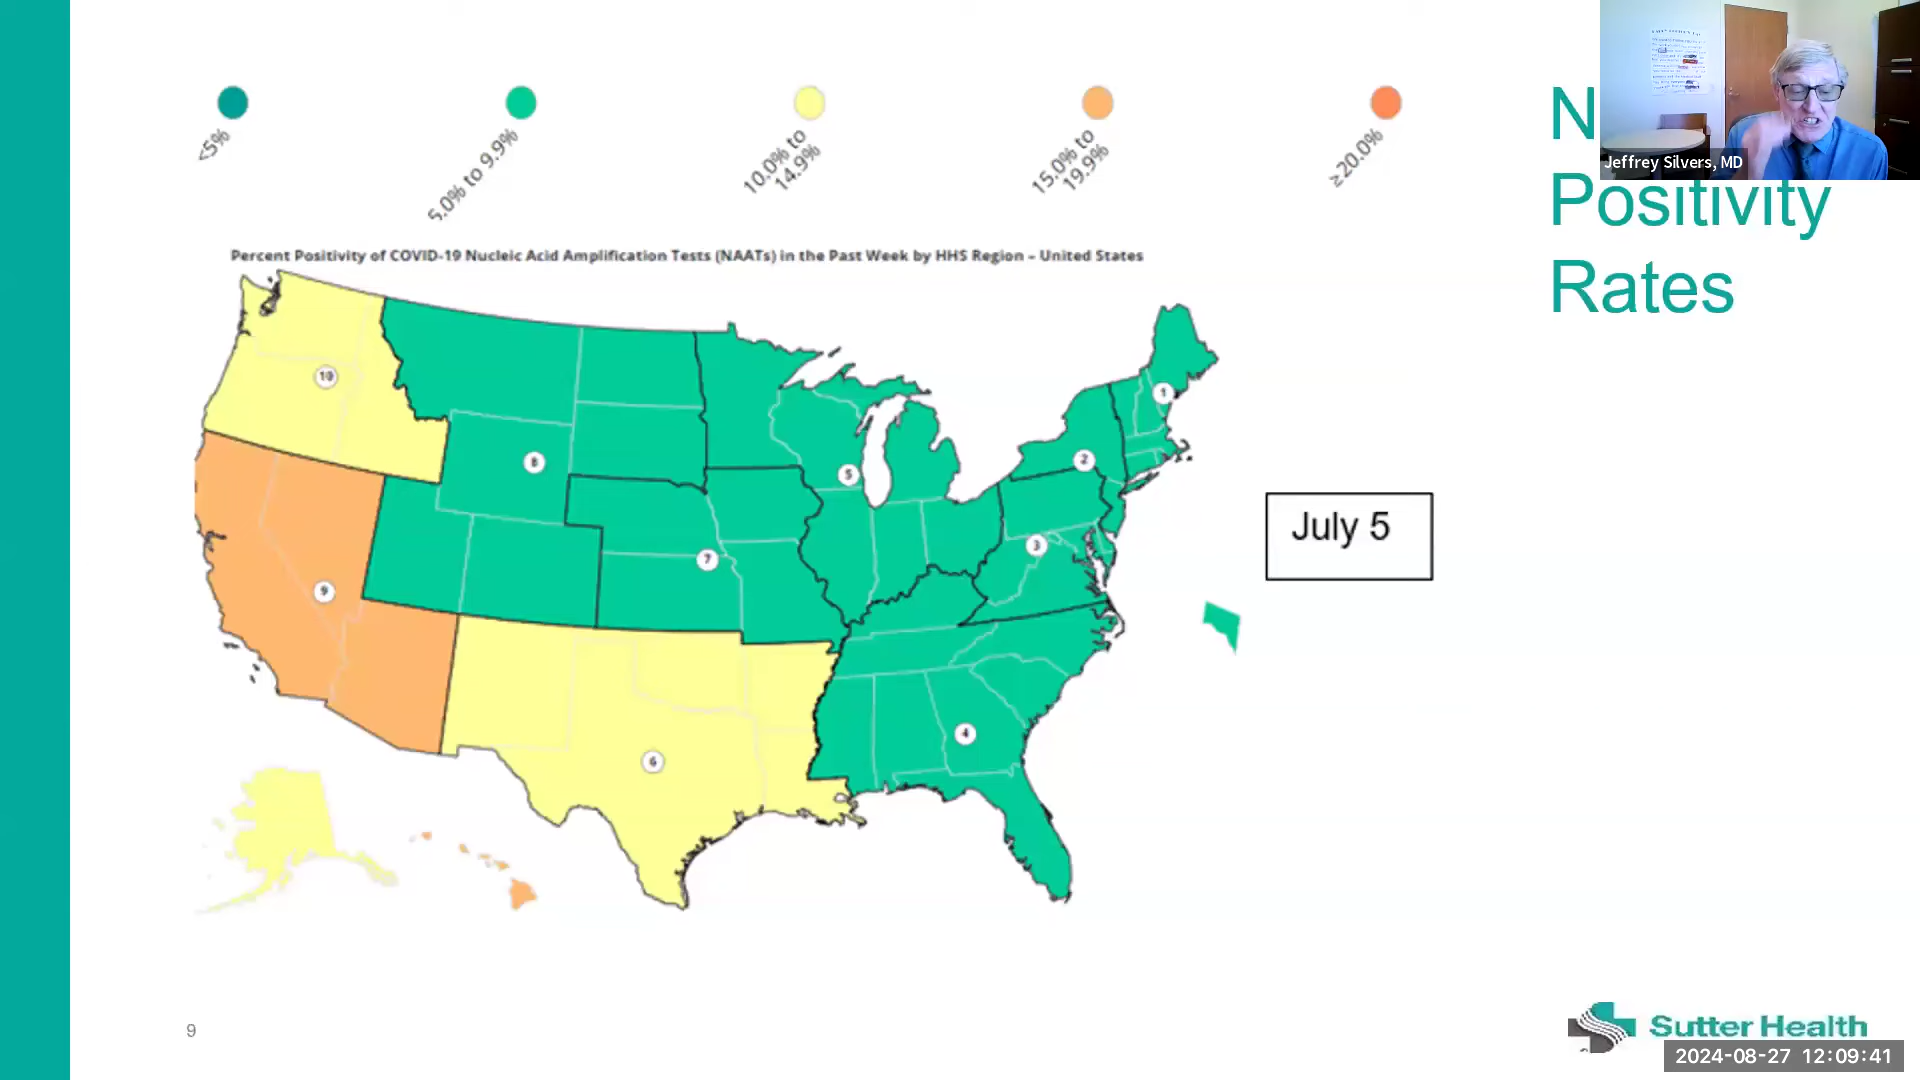 <5%
5.0% to 9.9%
10.0% to
14.9%
15.0% to
19.9%
≥20.0%
N
Positivity
Rates
Jeffrey Silvers, MD
Percent Positivity of COVID-19 Nucleic Acid Amplification Tests (NAATs) in the Past Week by HHS Region – United States
10
1
8
5
2
7
3
9
4
6
July 5
9
Sutter Health
2024-08-27 12:09:41